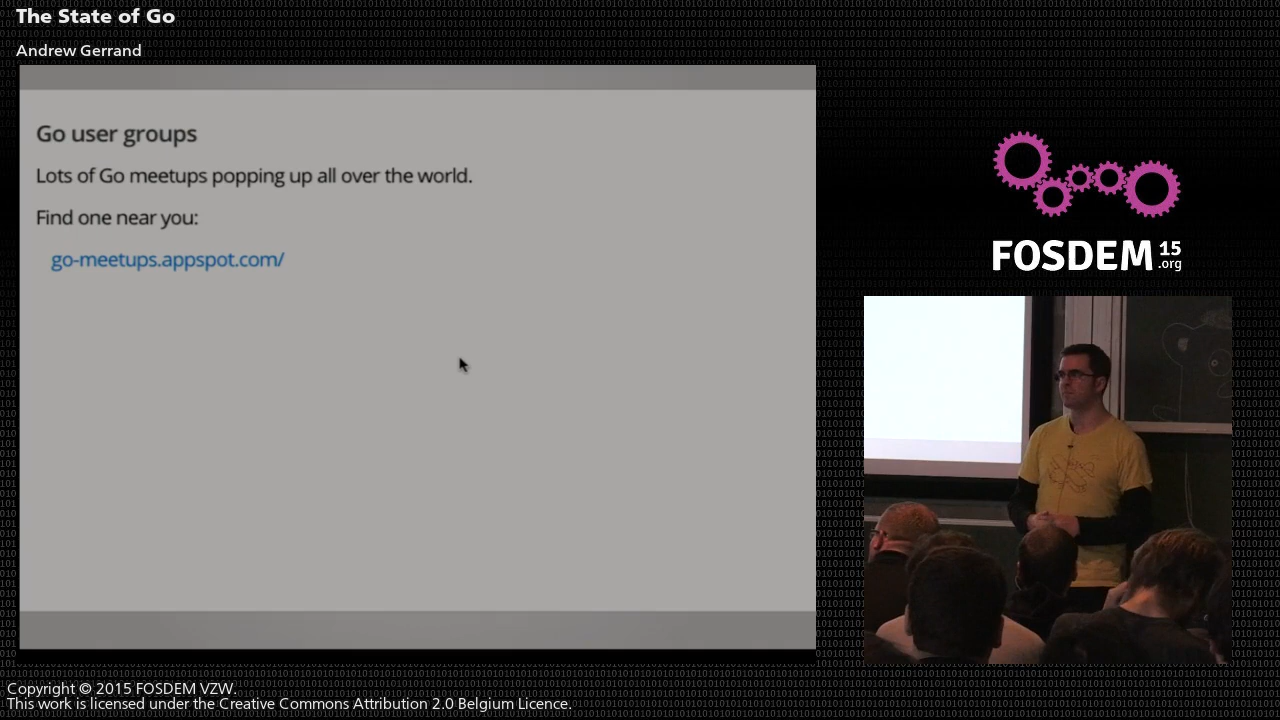 The State of Go
Andrew Gerrand
Go user groups
Lots of Go meetups popping up all over the world.
Find one near you:
go-meetups.appspot.com/
FOSDEM 15
.org
Copyright © 2015 FOSDEM VZW.
This work is licensed under the Creative Commons Attribution 2.0 Belgium Licence.